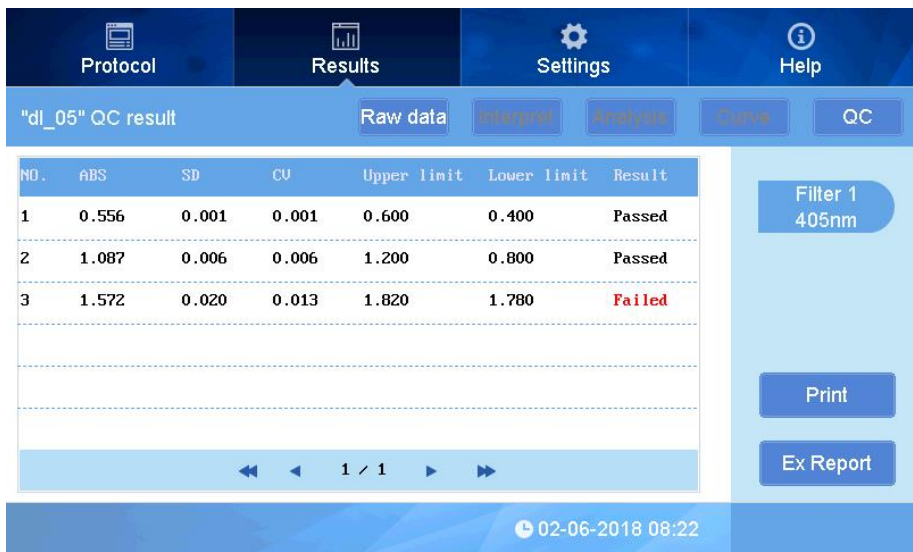 Protocol Results Settings Help
"dl_05" QC result Raw data Interpret Analysis Curve QC
NO. ABS SD CV Upper limit Lower limit Result
1 0.556 0.001 0.001 0.600 0.400 Passed
2 1.087 0.006 0.006 1.200 0.800 Passed
3 1.572 0.020 0.013 1.820 1.780 Failed
1 / 1
Filter 1
405nm
Print
Ex Report
02-06-2018 08:22